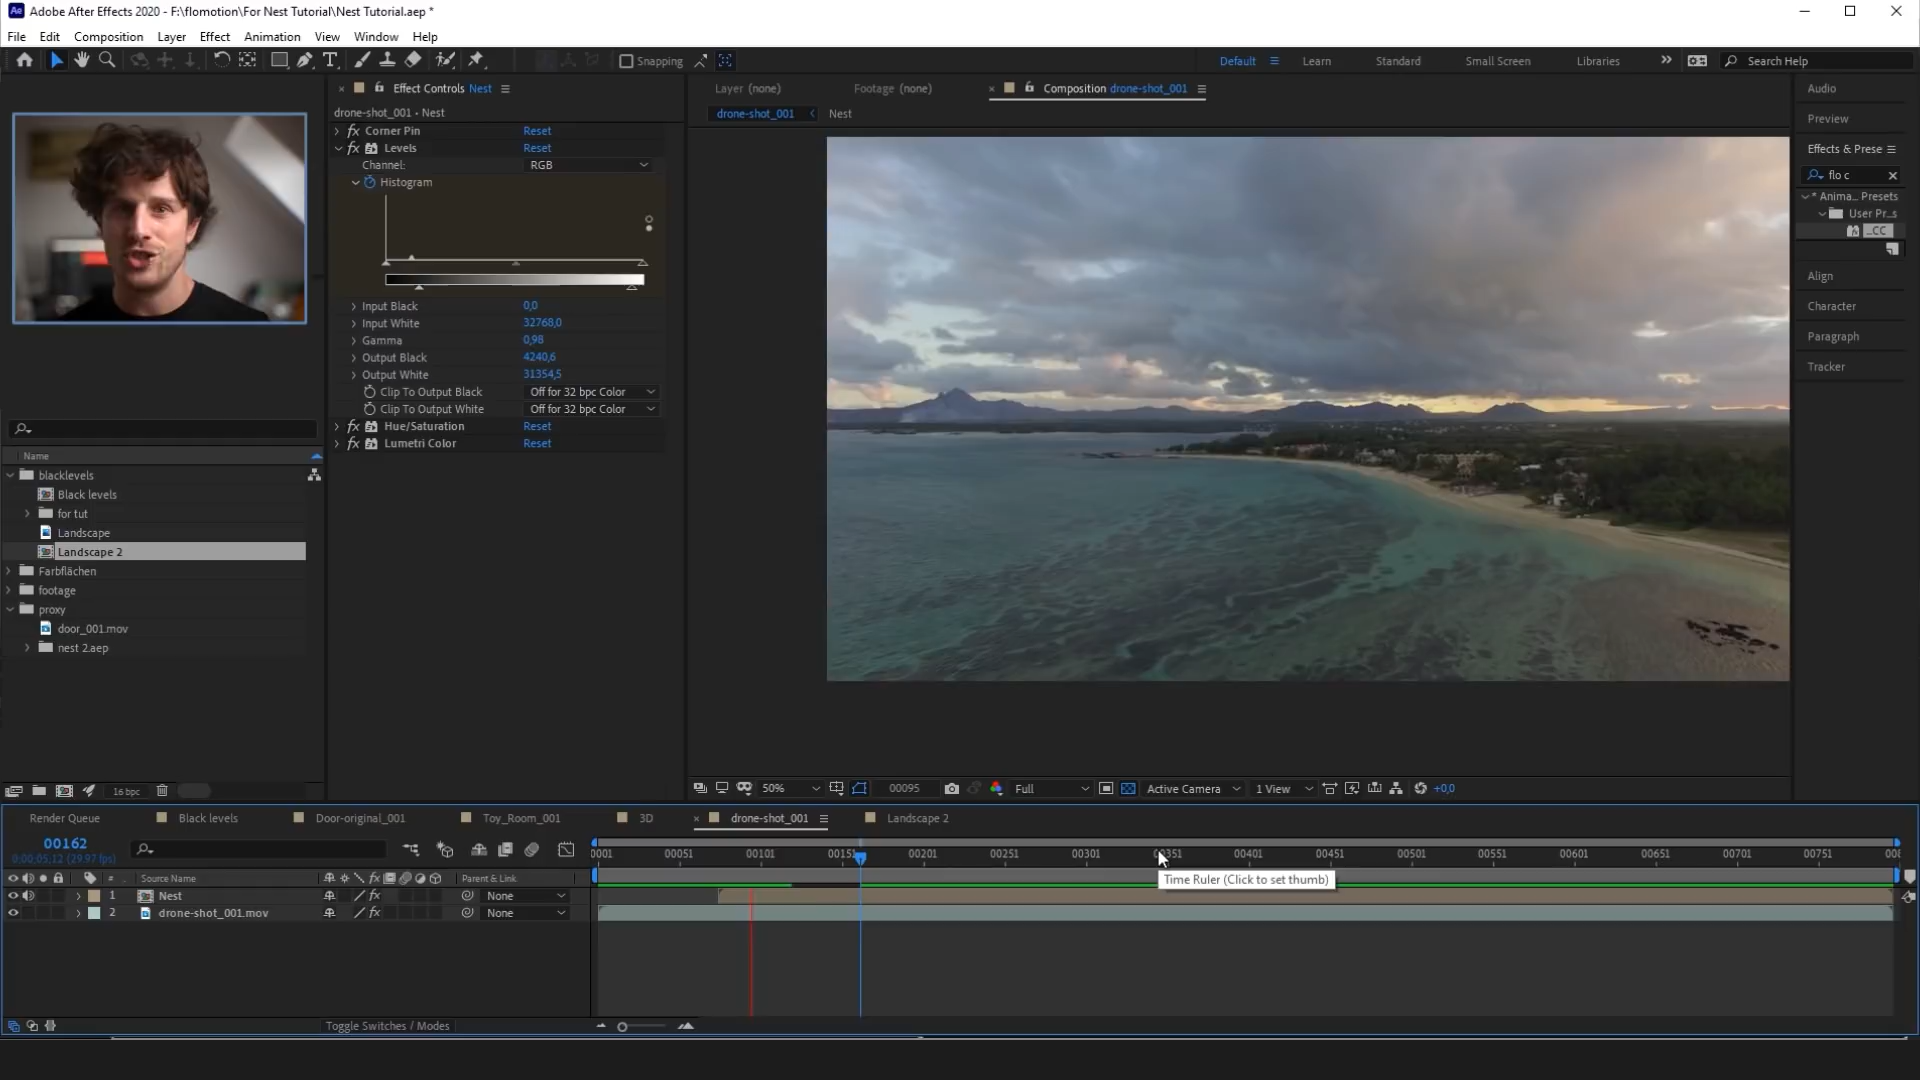 Adobe After Effects 2020 - F:\flomotion\For Nest Tutorial\Nest Tutorial.aep *
File Edit Composition Layer Effect Animation View Window Help
Snapping
Default Learn Standard Small Screen Libraries Search Help
Effect Controls Nest
drone-shot_001 • Nest
fx Corner Pin Reset
fx Levels Reset
Channel: RGB
Histogram
Input Black 0,0
Input White 32768,0
Gamma 0,98
Output Black 4240,6
Output White 31354,5
Clip To Output Black Off for 32 bpc Color
Clip To Output White Off for 32 bpc Color
fx Hue/Saturation Reset
fx Lumetri Color Reset
Layer (none) Footage (none) Composition drone-shot_001
drone-shot_001 Nest
Audio
Preview
Effects & Prese
flo c
* Anima... Presets
User Pr...s
...CC
Align
Character
Paragraph
Tracker
Name
blacklevels
Black levels
for tut
Landscape
Landscape 2
Farbflächen
footage
proxy
door_001.mov
nest 2.aep
16 bpc
50% 00095 Full Active Camera 1 View +0,0
Render Queue Black levels Door-original_001 Toy_Room_001 3D drone-shot_001 Landscape 2
00162
0;00;05;12 (29.97 fps)
0001 00051 00101 00151 00201 00251 00301 00351 00401 00451 00501 00551 00601 00651 00701 00751 008
Time Ruler (Click to set thumb)
# Source Name fx Parent & Link
1 Nest fx None
2 drone-shot_001.mov fx None
Toggle Switches / Modes